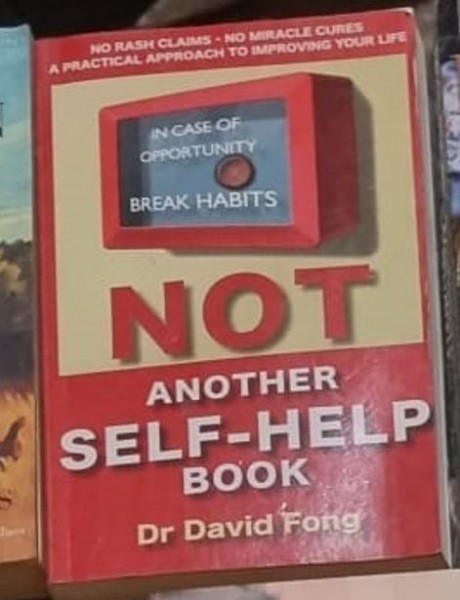 NO RASH CLAIMS - NO MIRACLE CURES
A PRACTICAL APPROACH TO IMPROVING YOUR LIFE
IN CASE OF
OPPORTUNITY
BREAK HABITS
NOT
ANOTHER
SELF-HELP
BOOK
Dr David Fong